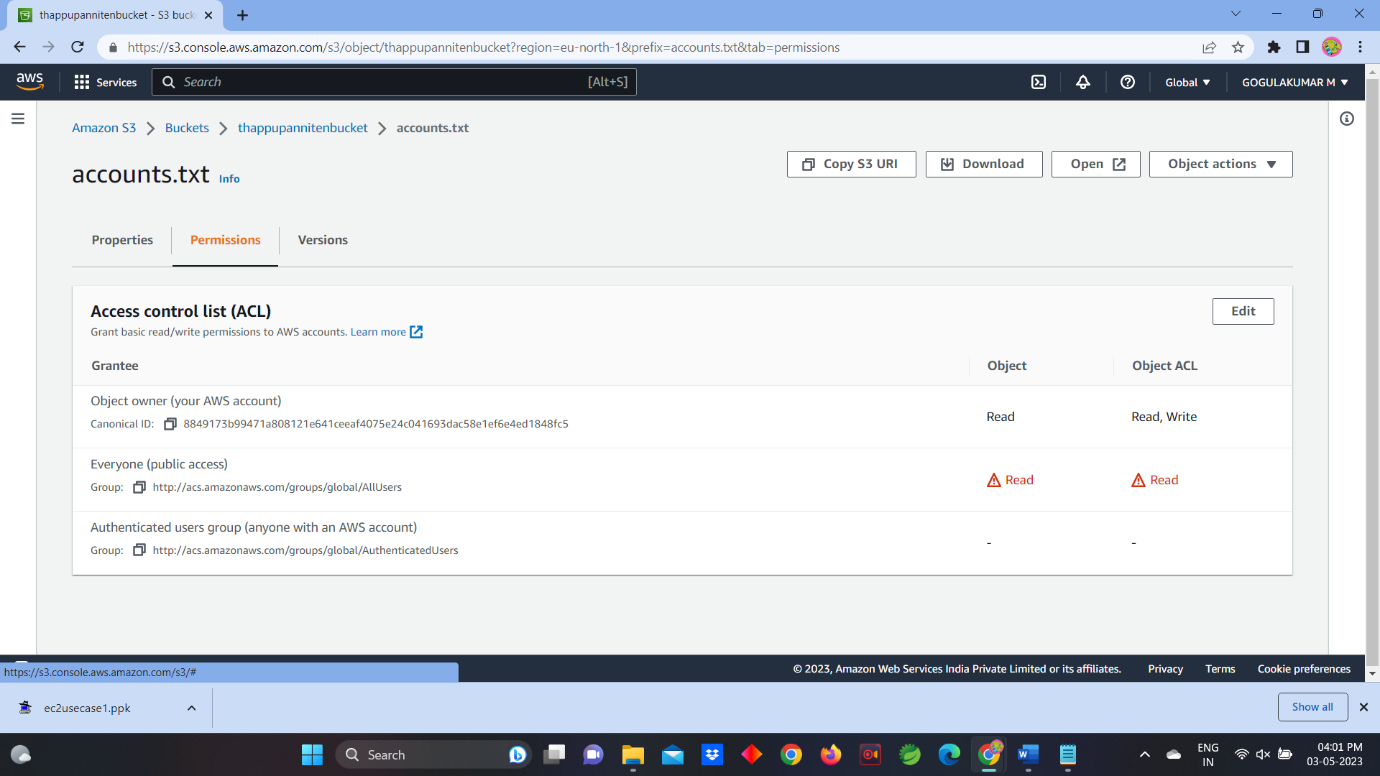 thappupannitenbucket - S3 buck
https://s3.console.aws.amazon.com/s3/object/thappupannitenbucket?region=eu-north-1&prefix=accounts.txt&tab=permissions
aws Services Search [Alt+S] Global GOGULAKUMAR M
Amazon S3 Buckets thappupannitenbucket accounts.txt
accounts.txt Info Copy S3 URI Download Open Object actions
Properties Permissions Versions
Access control list (ACL) Edit
Grant basic read/write permissions to AWS accounts. Learn more
Grantee Object Object ACL
Object owner (your AWS account)
Canonical ID: 8849173b99471a808121e641ceeaf4075e24c041693dac58e1ef6e4ed1848fc5 Read Read, Write
Everyone (public access)
Group: http://acs.amazonaws.com/groups/global/AllUsers Read Read
Authenticated users group (anyone with an AWS account)
Group: http://acs.amazonaws.com/groups/global/AuthenticatedUsers - -
https://s3.console.aws.amazon.com/s3/# © 2023, Amazon Web Services India Private Limited or its affiliates. Privacy Terms Cookie preferences
ec2usecase1.ppk Show all
Search ENG 04:01 PM
IN 03-05-2023